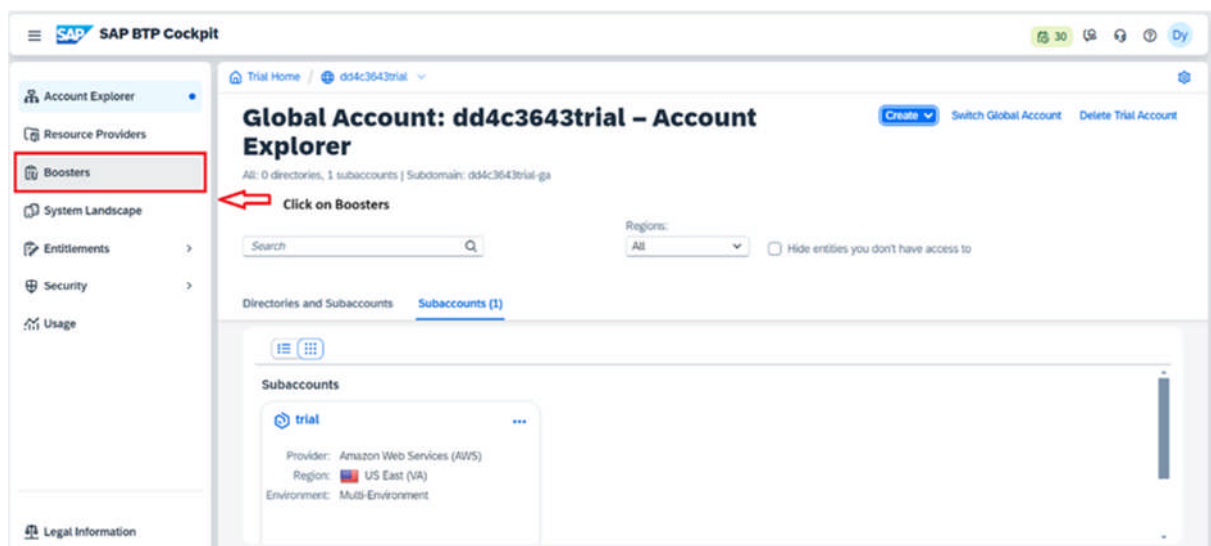 SAP SAP BTP Cockpit
30
Dy
Account Explorer
Resource Providers
Boosters
System Landscape
Entitlements
Security
Usage
Legal Information
Trial Home / dd4c3643trial
Global Account: dd4c3643trial – Account
Explorer
Create
Switch Global Account
Delete Trial Account
All: 0 directories, 1 subaccounts | Subdomain: dd4c3643trial-ga
Click on Boosters
Search
Regions:
All
Hide entities you don't have access to
Directories and Subaccounts
Subaccounts (1)
Subaccounts
trial
Provider: Amazon Web Services (AWS)
Region: US East (VA)
Environment: Multi-Environment